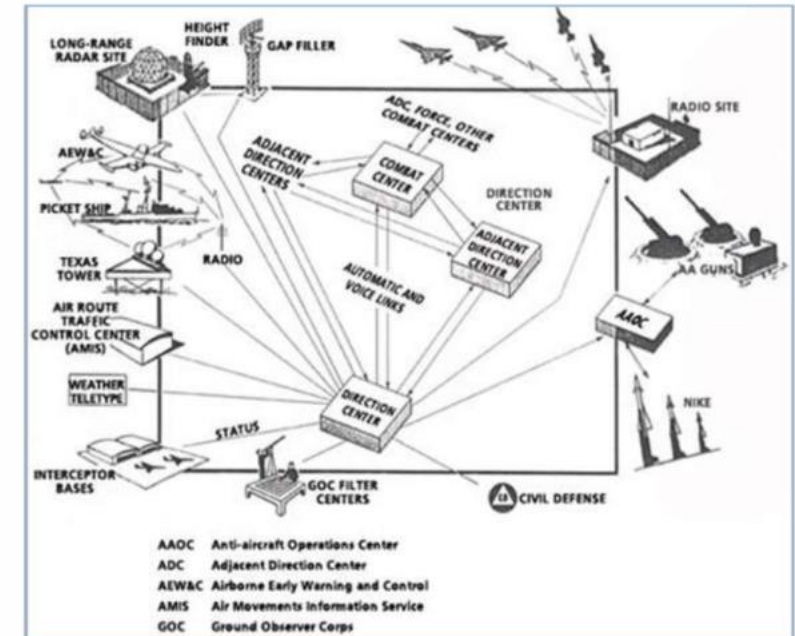 LONG-RANGE
RADAR SITE
HEIGHT
FINDER
GAP FILLER
RADIO SITE
ADC, FORCE, OTHER
COMBAT CENTERS
AEW&C
ADJACENT
DIRECTION
CENTERS
COMBAT
CENTER
DIRECTION
CENTER
PICKET SHIP
ADJACENT
DIRECTION
CENTER
TEXAS
TOWER
RADIO
AA GUNS
AUTOMATIC AND
VOICE LINKS
AIR ROUTE
TRAFFIC
CONTROL CENTER
(AMIS)
AAOC
WEATHER
TELETYPE
DIRECTION
CENTER
NIKE
STATUS
INTERCEPTOR
BASES
GOC FILTER
CENTERS
CD
CIVIL DEFENSE
AAOC Anti-aircraft Operations Center
ADC Adjacent Direction Center
AEW&C Airborne Early Warning and Control
AMIS Air Movements Information Service
GOC Ground Observer Corps